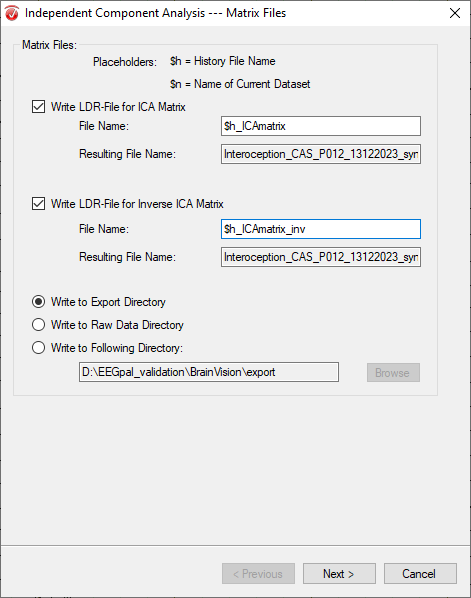 Independent Component Analysis --- Matrix Files
Matrix Files:
Placeholders: $h = History File Name
$n = Name of Current Dataset
Write LDR-File for ICA Matrix
File Name: $h_ICAmatrix
Resulting File Name: Interoception_CAS_P012_13122023_syn
Write LDR-File for Inverse ICA Matrix
File Name: $h_ICAmatrix_inv
Resulting File Name: Interoception_CAS_P012_13122023_syn
Write to Export Directory
Write to Raw Data Directory
Write to Following Directory:
D:\EEGpal_validation\BrainVision\export Browse
< Previous Next > Cancel